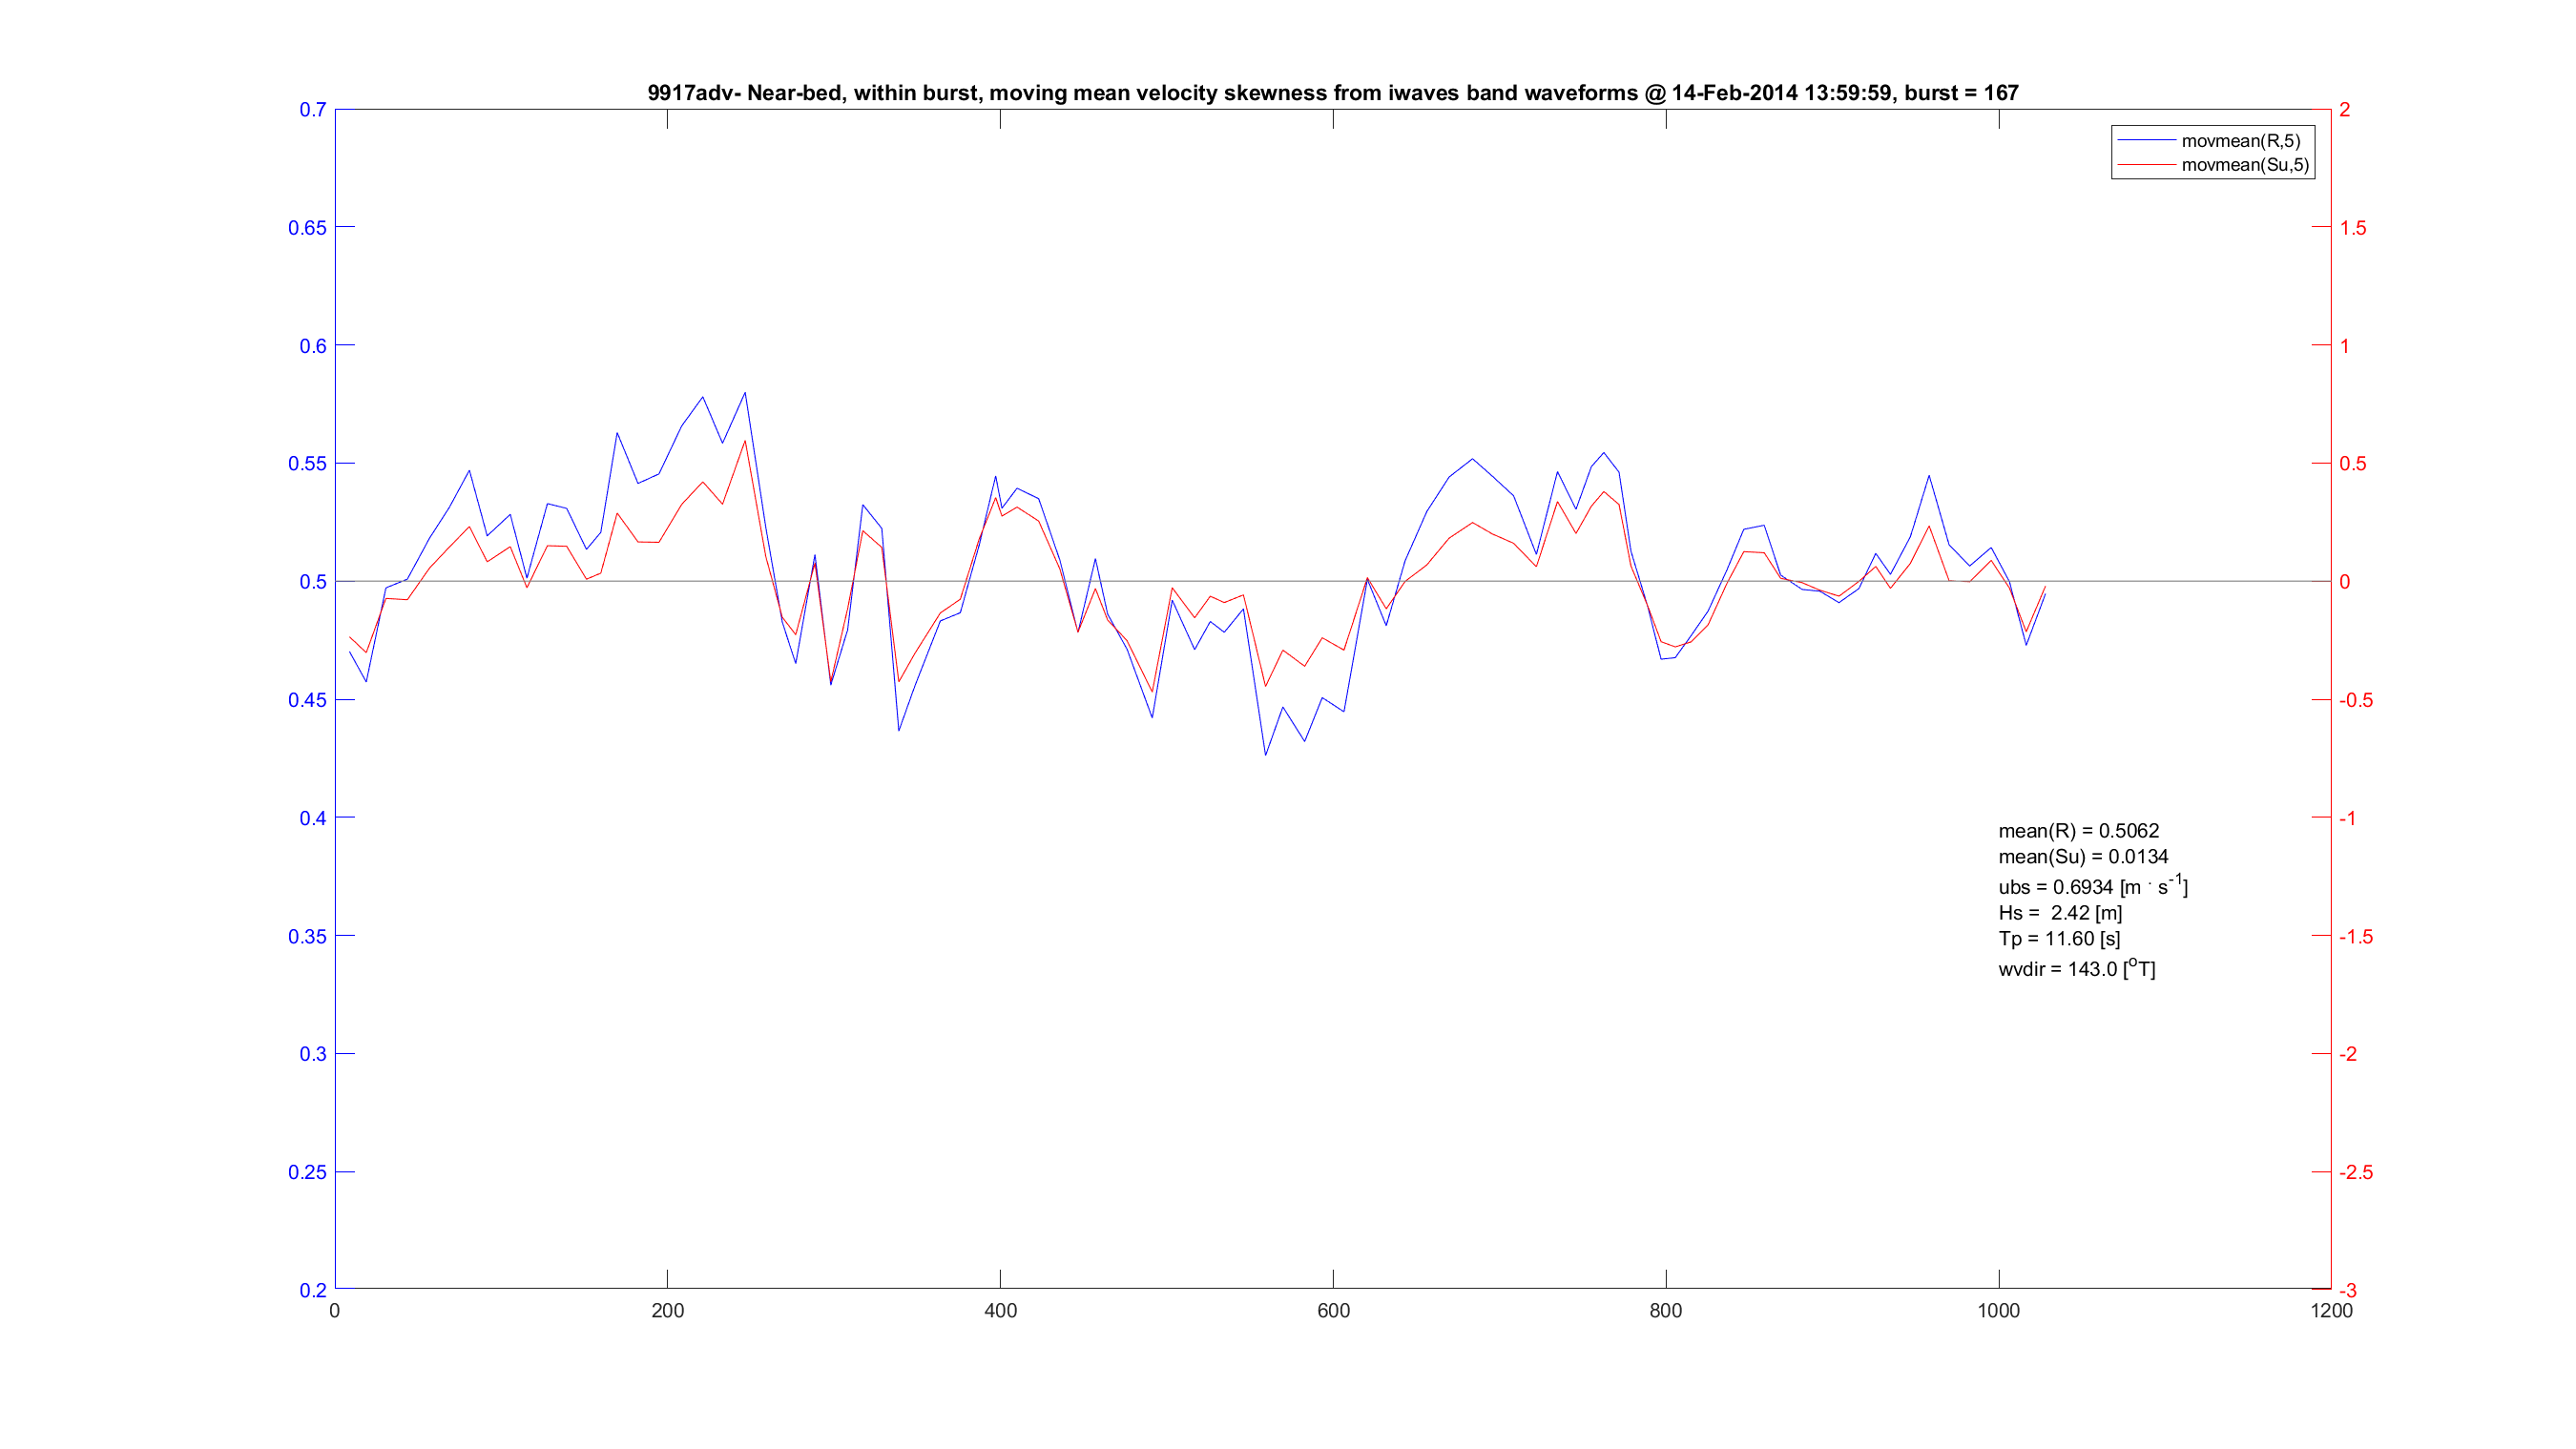 9917adv- Near-bed, within burst, moving mean velocity skewness from iwaves band waveforms @ 14-Feb-2014 13:59:59, burst = 167
0.7
0.65
0.6
0.55
0.5
0.45
0.4
0.35
0.3
0.25
0.2
2
1.5
1
0.5
0
-0.5
-1
-1.5
-2
-2.5
-3
movmean(R,5)
movmean(Su,5)
mean(R) = 0.5062
mean(Su) = 0.0134
ubs = 0.6934 [m · s⁻¹]
Hs =  2.42 [m]
Tp = 11.60 [s]
wvdir = 143.0 [ᵒT]
0 200 400 600 800 1000 1200